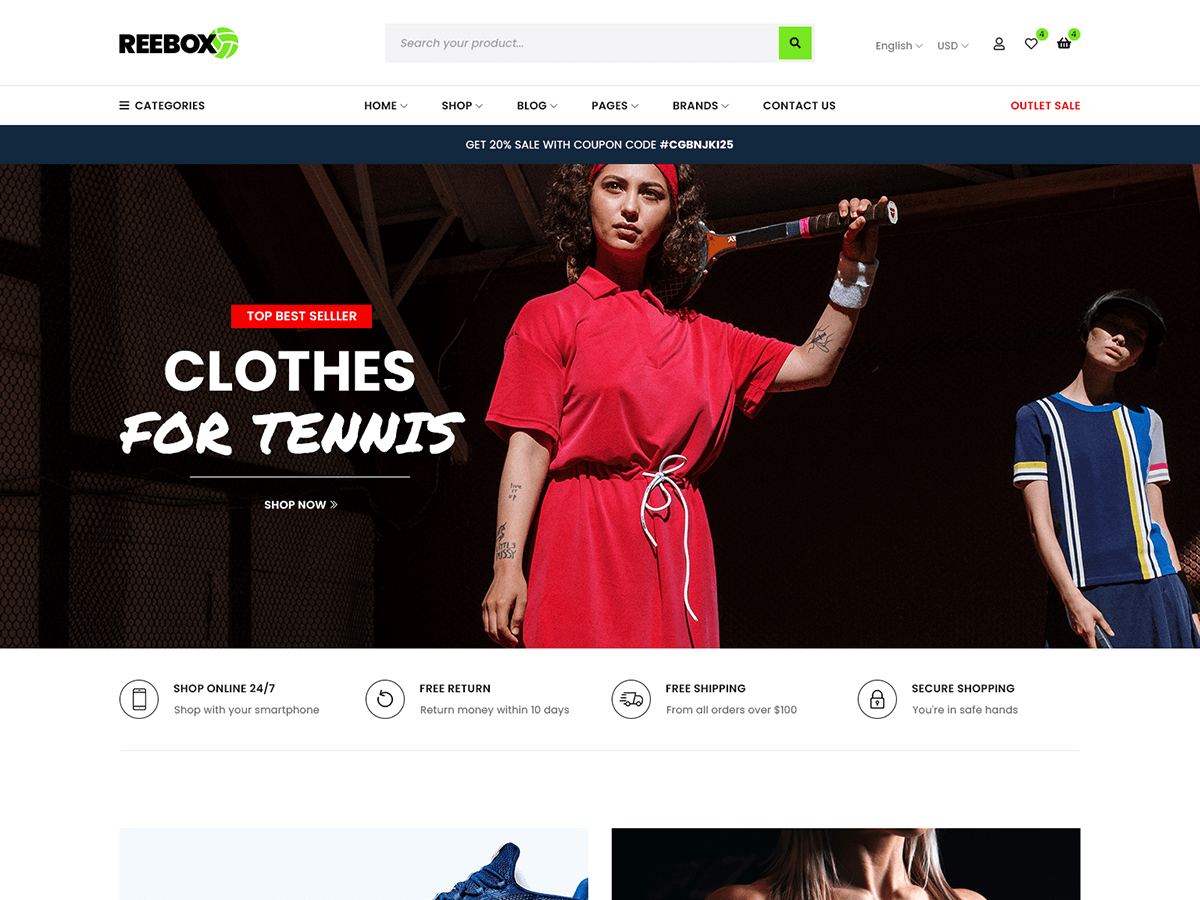 REEBOX
Search your product...
English
USD
4
4
CATEGORIES
HOME
SHOP
BLOG
PAGES
BRANDS
CONTACT US
OUTLET SALE
GET 20% SALE WITH COUPON CODE #CGBNJKI25
TOP BEST SELLLER
CLOTHES
FOR TENNIS
SHOP NOW
SHOP ONLINE 24/7
Shop with your smartphone
FREE RETURN
Return money within 10 days
FREE SHIPPING
From all orders over $100
SECURE SHOPPING
You're in safe hands